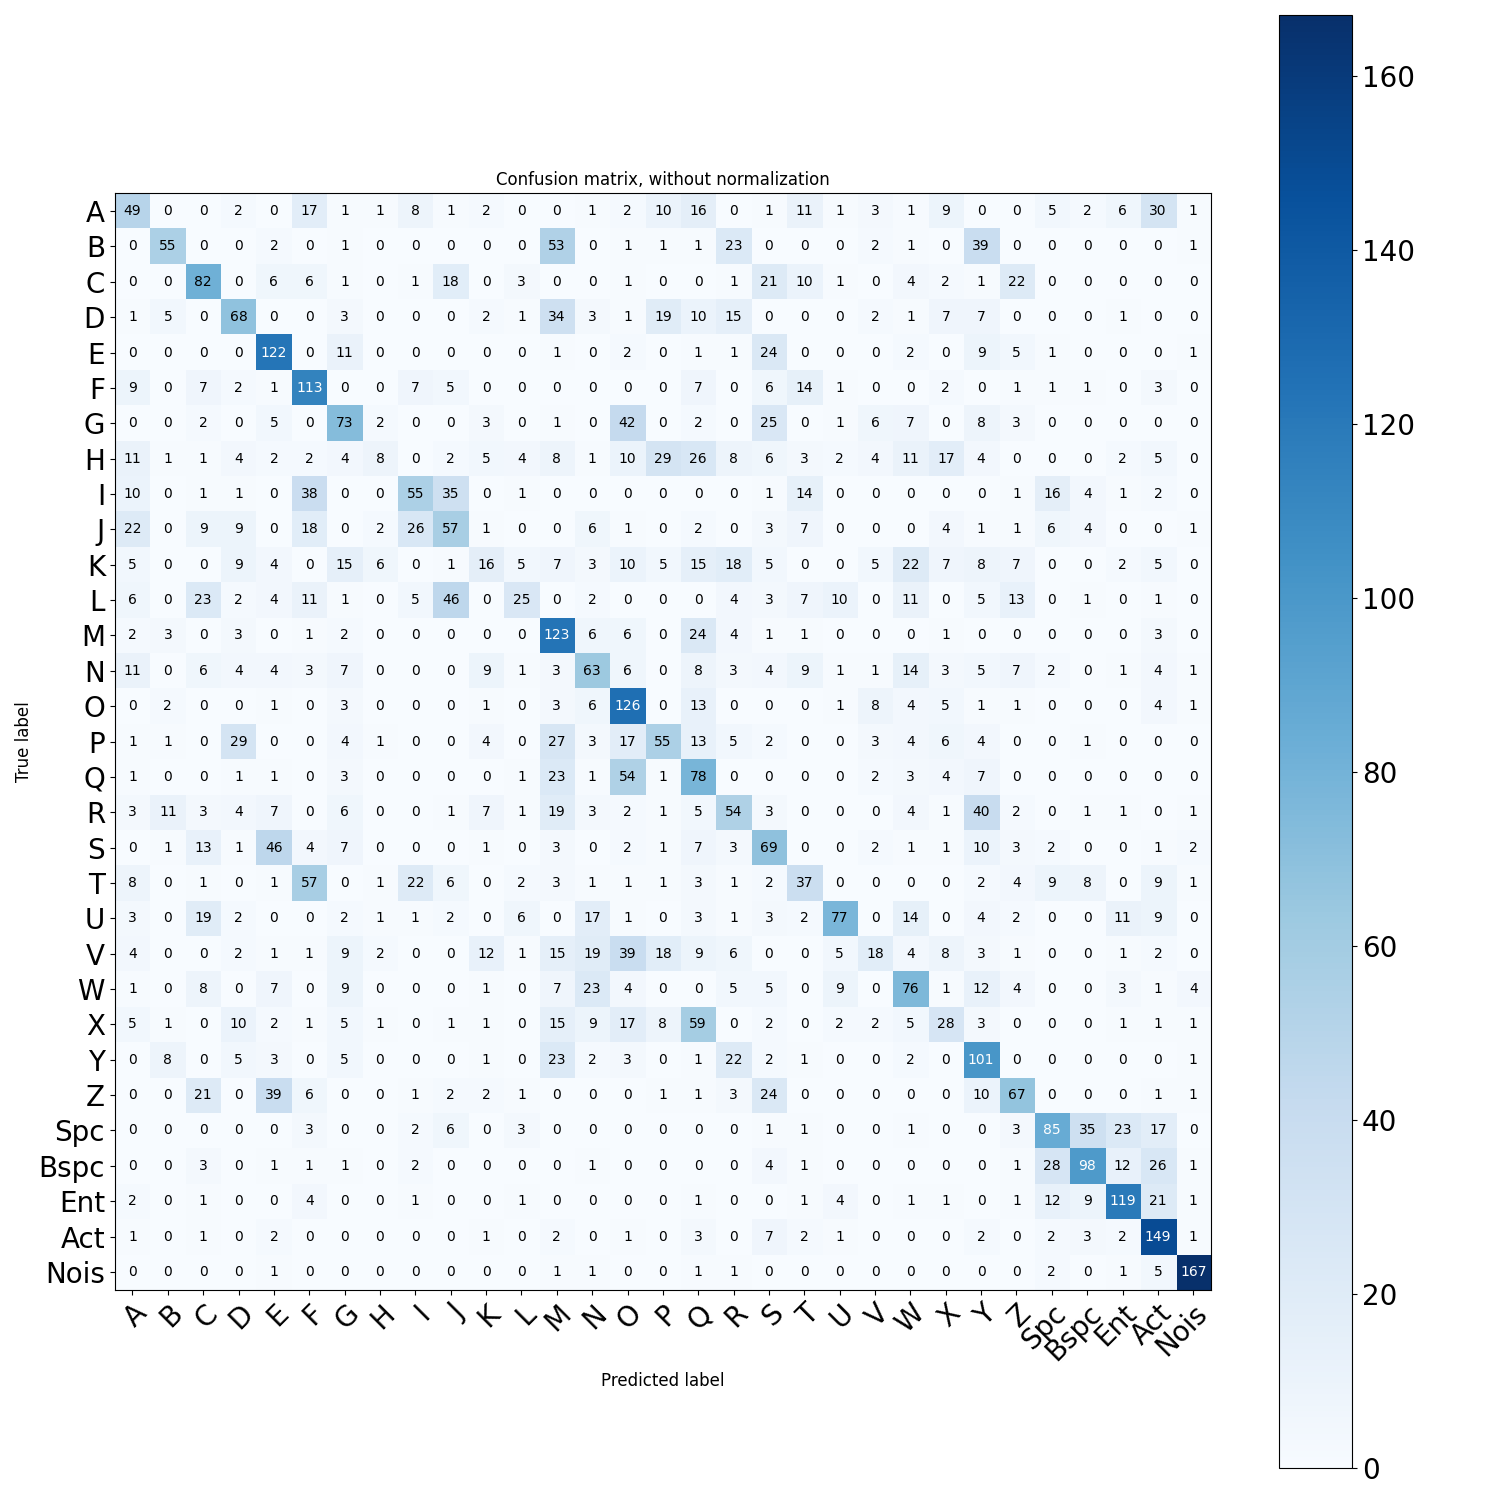 Confusion matrix, without normalization
A 49 0 0 2 0 17 1 1 8 1 2 0 0 1 2 10 16 0 1 11 1 3 1 9 0 0 5 2 6 30 1
B 0 55 0 0 2 0 1 0 0 0 0 0 53 0 1 1 1 23 0 0 0 2 1 0 39 0 0 0 0 0 1
C 0 0 82 0 6 6 1 0 1 18 0 3 0 0 1 0 0 1 21 10 1 0 4 2 1 22 0 0 0 0 0
D 1 5 0 68 0 0 3 0 0 0 2 1 34 3 1 19 10 15 0 0 0 2 1 7 7 0 0 0 1 0 0
E 0 0 0 0 122 0 11 0 0 0 0 0 1 0 2 0 1 1 24 0 0 0 2 0 9 5 1 0 0 0 1
F 9 0 7 2 1 113 0 0 7 5 0 0 0 0 0 0 7 0 6 14 1 0 0 2 0 1 1 1 0 3 0
G 0 0 2 0 5 0 73 2 0 0 3 0 1 0 42 0 2 0 25 0 1 6 7 0 8 3 0 0 0 0 0
H 11 1 1 4 2 2 4 8 0 2 5 4 8 1 10 29 26 8 6 3 2 4 11 17 4 0 0 0 2 5 0
I 10 0 1 1 0 38 0 0 55 35 0 1 0 0 0 0 0 0 1 14 0 0 0 0 0 1 16 4 1 2 0
J 22 0 9 9 0 18 0 2 26 57 1 0 0 6 1 0 2 0 3 7 0 0 0 4 1 1 6 4 0 0 1
K 5 0 0 9 4 0 15 6 0 1 16 5 7 3 10 5 15 18 5 0 0 5 22 7 8 7 0 0 2 5 0
L 6 0 23 2 4 11 1 0 5 46 0 25 0 2 0 0 0 4 3 7 10 0 11 0 5 13 0 1 0 1 0
M 2 3 0 3 0 1 2 0 0 0 0 0 123 6 6 0 24 4 1 1 0 0 0 1 0 0 0 0 0 3 0
N 11 0 6 4 4 3 7 0 0 0 9 1 3 63 6 0 8 3 4 9 1 1 14 3 5 7 2 0 1 4 1
O 0 2 0 0 1 0 3 0 0 0 1 0 3 6 126 0 13 0 0 0 1 8 4 5 1 1 0 0 0 4 1
P 1 1 0 29 0 0 4 1 0 0 4 0 27 3 17 55 13 5 2 0 0 3 4 6 4 0 0 1 0 0 0
Q 1 0 0 1 1 0 3 0 0 0 0 1 23 1 54 1 78 0 0 0 0 2 3 4 7 0 0 0 0 0 0
R 3 11 3 4 7 0 6 0 0 1 7 1 19 3 2 1 5 54 3 0 0 0 4 1 40 2 0 1 1 0 1
S 0 1 13 1 46 4 7 0 0 0 1 0 3 0 2 1 7 3 69 0 0 2 1 1 10 3 2 0 0 1 2
T 8 0 1 0 1 57 0 1 22 6 0 2 3 1 1 1 3 1 2 37 0 0 0 0 2 4 9 8 0 9 1
U 3 0 19 2 0 0 2 1 1 2 0 6 0 17 1 0 3 1 3 2 77 0 14 0 4 2 0 0 11 9 0
V 4 0 0 2 1 1 9 2 0 0 12 1 15 19 39 18 9 6 0 0 5 18 4 8 3 1 0 0 1 2 0
W 1 0 8 0 7 0 9 0 0 0 1 0 7 23 4 0 0 5 5 0 9 0 76 1 12 4 0 0 3 1 4
X 5 1 0 10 2 1 5 1 0 1 1 0 15 9 17 8 59 0 2 0 2 2 5 28 3 0 0 0 1 1 1
Y 0 8 0 5 3 0 5 0 0 0 1 0 23 2 3 0 1 22 2 1 0 0 2 0 101 0 0 0 0 0 1
Z 0 0 21 0 39 6 0 0 1 2 2 1 0 0 0 1 1 3 24 0 0 0 0 0 10 67 0 0 0 1 1
Spc 0 0 0 0 0 3 0 0 2 6 0 3 0 0 0 0 0 0 1 1 0 0 1 0 0 3 85 35 23 17 0
Bspc 0 0 3 0 1 1 1 0 2 0 0 0 0 1 0 0 0 0 4 1 0 0 0 0 0 1 28 98 12 26 1
Ent 2 0 1 0 0 4 0 0 1 0 0 1 0 0 0 0 1 0 0 1 4 0 1 1 0 1 12 9 119 21 1
Act 1 0 1 0 2 0 0 0 0 0 1 0 2 0 1 0 3 0 7 2 1 0 0 0 2 0 2 3 2 149 1
Nois 0 0 0 0 1 0 0 0 0 0 0 0 1 1 0 0 1 1 0 0 0 0 0 0 0 0 2 0 1 5 167
A B C D E F G H I J K L M N O P Q R S T U V W X Y Z Spc Bspc Ent Act Nois
Predicted label
True label
160
140
120
100
80
60
40
20
0